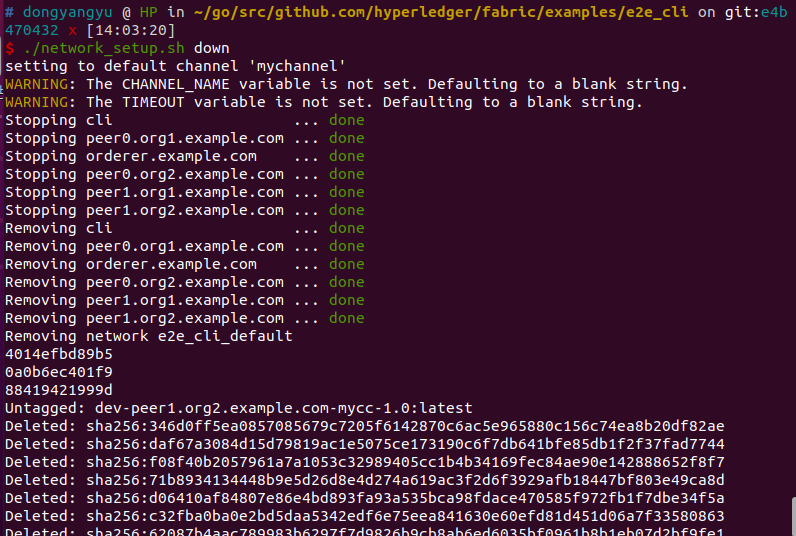 # dongyangyu @ HP in ~/go/src/github.com/hyperledger/fabric/examples/e2e_cli on git:e4b
470432 x [14:03:20]
$ ./network_setup.sh down
setting to default channel 'mychannel'
WARNING: The CHANNEL_NAME variable is not set. Defaulting to a blank string.
WARNING: The TIMEOUT variable is not set. Defaulting to a blank string.
Stopping cli                    ... done
Stopping peer0.org1.example.com ... done
Stopping orderer.example.com    ... done
Stopping peer0.org2.example.com ... done
Stopping peer1.org1.example.com ... done
Stopping peer1.org2.example.com ... done
Removing cli                    ... done
Removing peer0.org1.example.com ... done
Removing orderer.example.com    ... done
Removing peer0.org2.example.com ... done
Removing peer1.org1.example.com ... done
Removing peer1.org2.example.com ... done
Removing network e2e_cli_default
4014efbd89b5
0a0b6ec401f9
88419421999d
Untagged: dev-peer1.org2.example.com-mycc-1.0:latest
Deleted: sha256:346d0ff5ea0857085679c7205f6142870c6ac5e965880c156c74ea8b20df82ae
Deleted: sha256:daf67a3084d15d79819ac1e5075ce173190c6f7db641bfe85db1f2f37fad7744
Deleted: sha256:f08f40b2057961a7a1053c32989405cc1b4b34169fec84ae90e142888652f8f7
Deleted: sha256:71b8934134448b9e5d26d8e4d274a619ac3f2d6f3929afb18447bf803e49ca8d
Deleted: sha256:d06410af84807e86e4bd893fa93a535bca98fdace470585f972fb1f7dbe34f5a
Deleted: sha256:c32fba0ba0e2bd5daa5342edf6e75eea841630e60efd81d451d06a7f33580863
Deleted: sha256:62087b4aac789983b6297f7d9826b9cb8ab6ed6035bf0961b8b1eb07d2bf9fe1